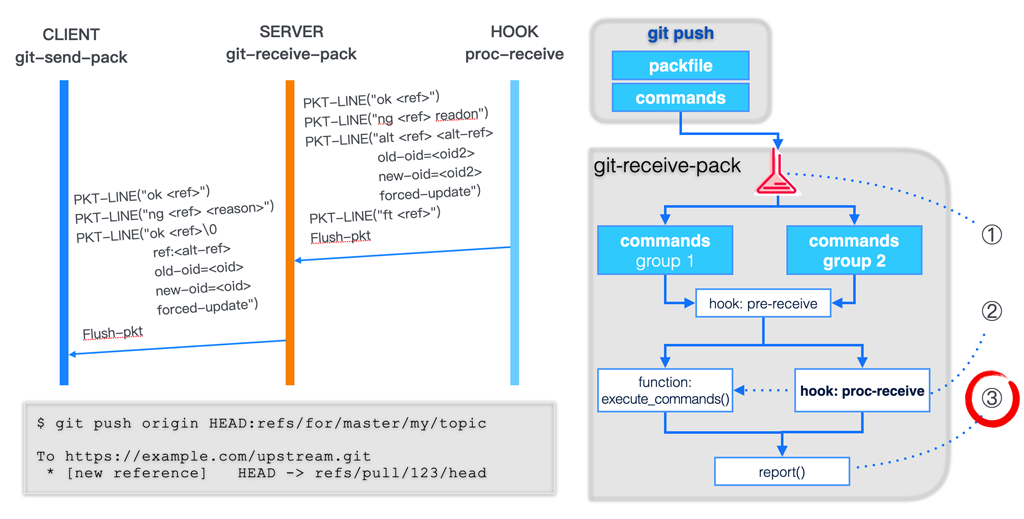 CLIENT
git-send-pack
SERVER
git-receive-pack
HOOK
proc-receive
PKT-LINE("ok <ref>")
PKT-LINE("ng <ref> readon")
PKT-LINE("alt <ref> <alt-ref>
old-oid=<oid2>
new-oid=<oid2>
forced-update")
PKT-LINE("ft <ref>")
Flush-pkt
PKT-LINE("ok <ref>")
PKT-LINE("ng <ref> <reason>")
PKT-LINE("ok <ref>\0
ref:<alt-ref>
old-oid=<oid>
new-oid=<oid>
forced-update")
Flush-pkt
$ git push origin HEAD:refs/for/master/my/topic
To https://example.com/upstream.git
* [new reference] HEAD -> refs/pull/123/head
git push
packfile
commands
git-receive-pack
①
commands
group 1
commands
group 2
hook: pre-receive
②
function:
execute_commands()
hook: proc-receive
③
report()